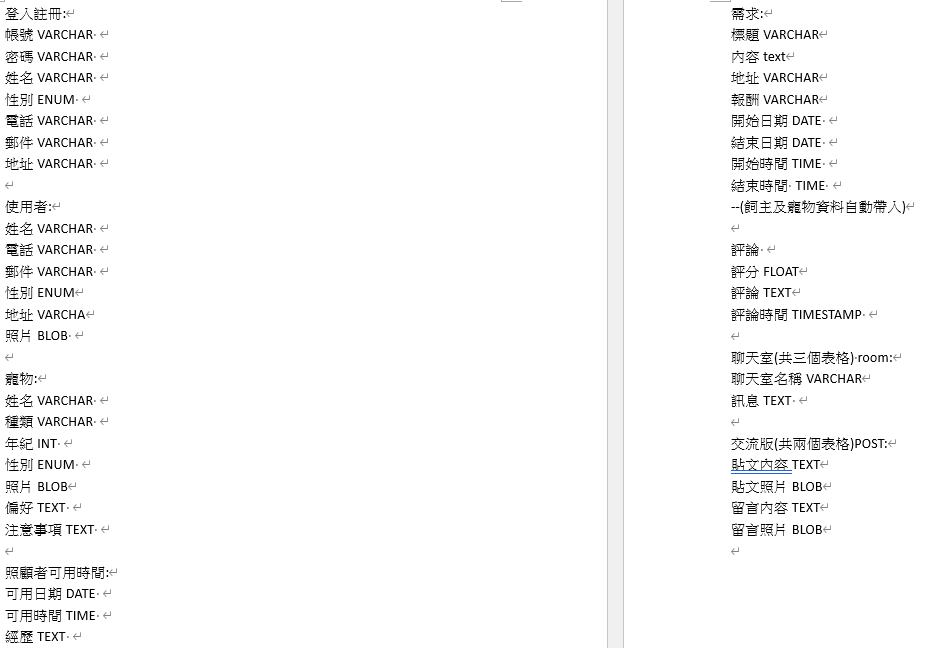 登入註冊:
帳號 VARCHAR
密碼 VARCHAR
姓名 VARCHAR
性別 ENUM
電話 VARCHAR
郵件 VARCHAR
地址 VARCHAR
使用者:
姓名 VARCHAR
電話 VARCHAR
郵件 VARCHAR
性別 ENUM
地址 VARCHA
照片 BLOB
寵物:
姓名 VARCHAR
種類 VARCHAR
年紀 INT
性別 ENUM
照片 BLOB
偏好 TEXT
注意事項 TEXT
照顧者可用時間:
可用日期 DATE
可用時間 TIME
經歷 TEXT
需求:
標題 VARCHAR
內容 text
地址 VARCHAR
報酬 VARCHAR
開始日期 DATE
結束日期 DATE
開始時間 TIME
結束時間 TIME
--(飼主及寵物資料自動帶入)
評論
評分 FLOAT
評論 TEXT
評論時間 TIMESTAMP
聊天室(共三個表格) room:
聊天室名稱 VARCHAR
訊息 TEXT
交流版(共兩個表格)POST:
貼文內容 TEXT
貼文照片 BLOB
留言內容 TEXT
留言照片 BLOB